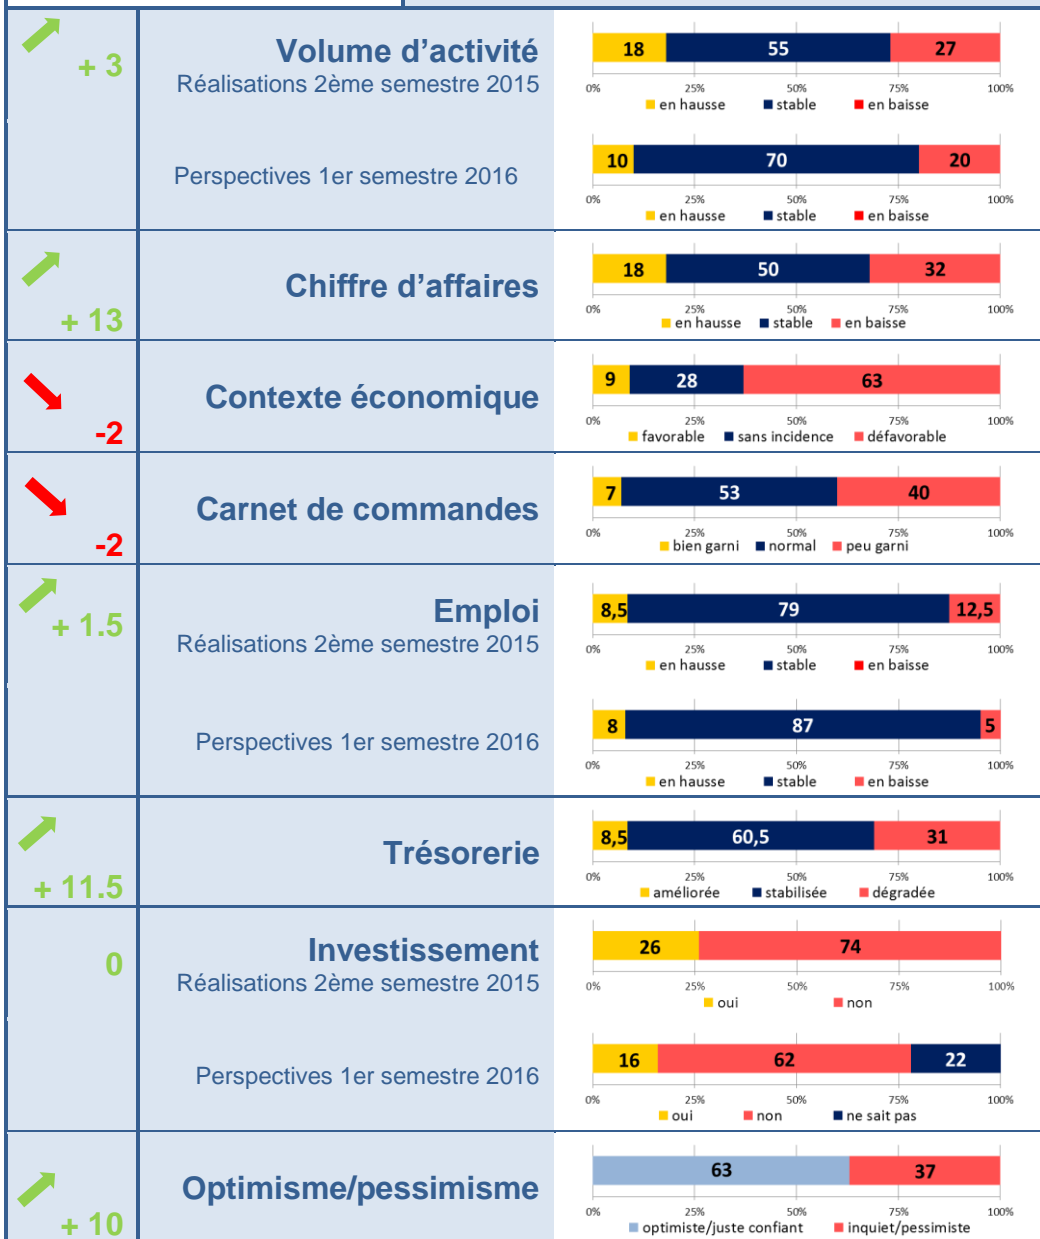 + 3
Volume d'activité
Réalisations 2ème semestre 2015
18 55 27
0% 25% 50% 75% 100%
en hausse stable en baisse
Perspectives 1er semestre 2016
10 70 20
0% 25% 50% 75% 100%
en hausse stable en baisse
+ 13
Chiffre d'affaires
18 50 32
0% 25% 50% 75% 100%
en hausse stable en baisse
-2
Contexte économique
9 28 63
0% 25% 50% 75% 100%
favorable sans incidence défavorable
-2
Carnet de commandes
7 53 40
0% 25% 50% 75% 100%
bien garni normal peu garni
+ 1.5
Emploi
Réalisations 2ème semestre 2015
8,5 79 12,5
0% 25% 50% 75% 100%
en hausse stable en baisse
Perspectives 1er semestre 2016
8 87 5
0% 25% 50% 75% 100%
en hausse stable en baisse
+ 11.5
Trésorerie
8,5 60,5 31
0% 25% 50% 75% 100%
améliorée stabilisée dégradée
0
Investissement
Réalisations 2ème semestre 2015
26 74
0% 25% 50% 75% 100%
oui non
Perspectives 1er semestre 2016
16 62 22
0% 25% 50% 75% 100%
oui non ne sait pas
+ 10
Optimisme/pessimisme
63 37
0% 25% 50% 75% 100%
optimiste/juste confiant inquiet/pessimiste